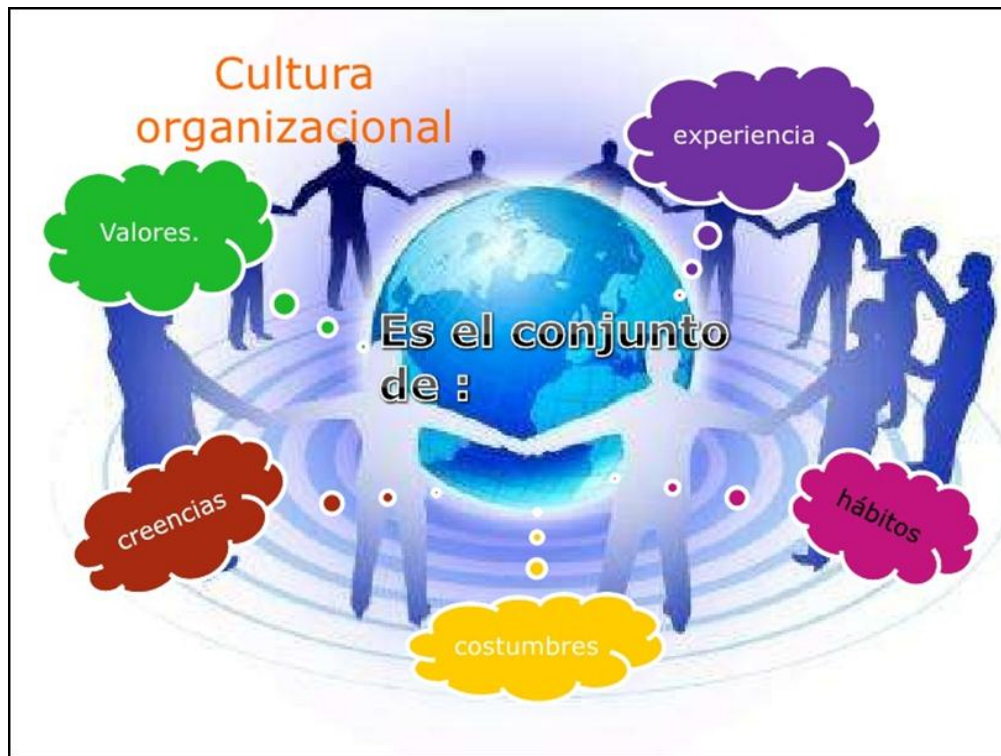 Cultura
organizacional
experiencia
Valores.
Es el conjunto
de :
creencias
hábitos
costumbres